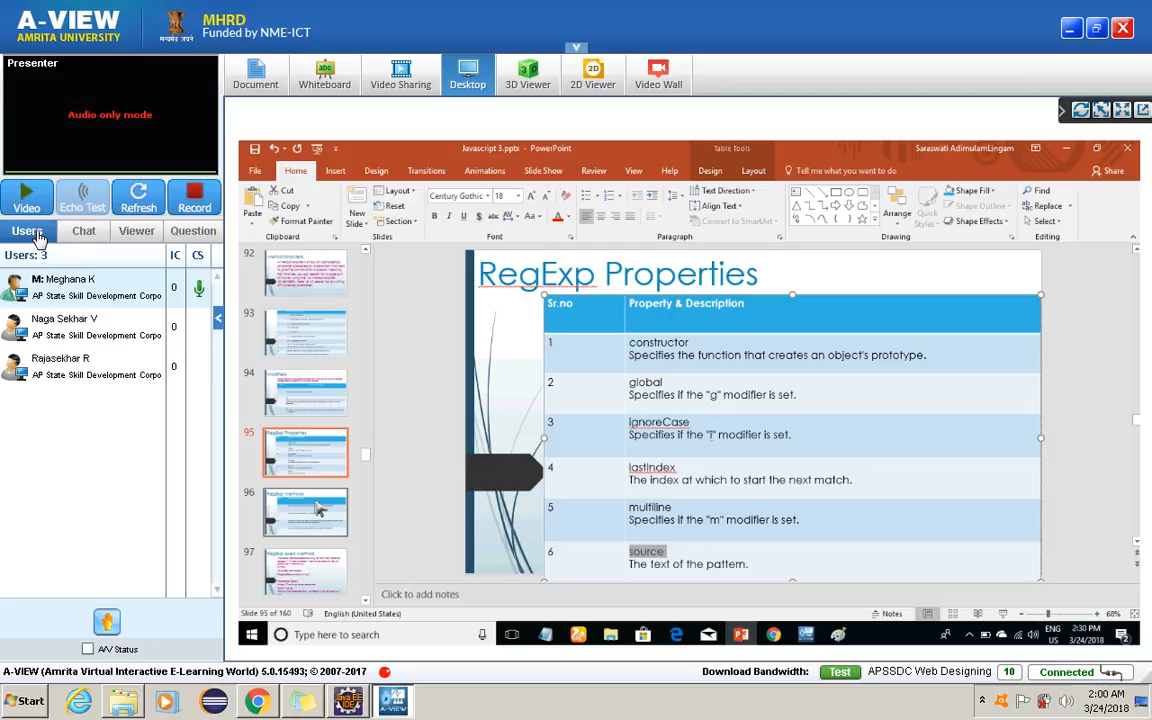 A-VIEW
AMRITA UNIVERSITY
MHRD
Funded by NME-ICT
Presenter
Audio only mode
Document
Whiteboard
Video Sharing
Desktop
3D Viewer
2D Viewer
Video Wall
Video
Echo Test
Refresh
Record
Users
Chat
Viewer
Question
Users: 3
IC
CS
M: Meghana K
AP State Skill Development Corpo
0
Naga Sekhar V
AP State Skill Development Corpo
0
Rajasekhar R
AP State Skill Development Corpo
0
A/V Status
Javascript 3.pptx - PowerPoint
Table Tools
Saraswati AdimulamLingam
File
Home
Insert
Design
Transitions
Animations
Slide Show
Review
View
Help
Design
Layout
Tell me what you want to do
Share
Paste
Cut
Copy
Format Painter
Clipboard
New
Slide
Layout
Reset
Section
Slides
Century Gothic
18
Font
Text Direction
Align Text
Convert to SmartArt
Paragraph
Arrange
Quick
Styles
Shape Fill
Shape Outline
Shape Effects
Drawing
Find
Replace
Select
Editing
92
93
94
95
RegExp Properties
96
97
RegExp Properties
Sr.no
Property & Description
1
constructor
Specifies the function that creates an object's prototype.
2
global
Specifies if the "g" modifier is set.
3
ignoreCase
Specifies if the "i" modifier is set.
4
lastIndex
The index at which to start the next match.
5
multiline
Specifies if the "m" modifier is set.
6
source
The text of the pattern.
Click to add notes
Slide 95 of 160
English (United States)
Notes
68%
Type here to search
ENG
US
2:30 PM
3/24/2018
A-VIEW (Amrita Virtual Interactive E-Learning World) 5.0.15493; © 2007-2017
Download Bandwidth:
Test
APSSDC Web Designing
10
Connected
Start
2:00 AM
3/24/2018